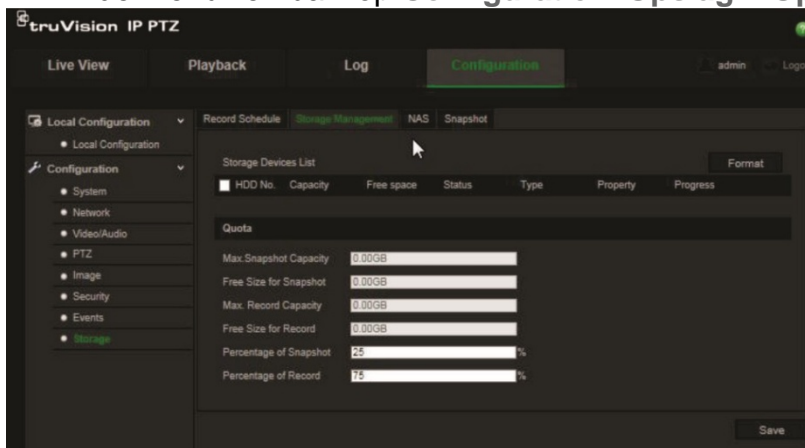 truVision IP PTZ
Live View Playback Log Configuration admin
Local Configuration
Local Configuration
Configuration
System
Network
Video/Audio
PTZ
Image
Security
Events
Storage
Record Schedule Storage Management NAS Snapshot
Storage Devices List Format
HDD No. Capacity Free space Status Type Property Progress
Quota
Max.Snapshot Capacity 0.00GB
Free Size for Snapshot 0.00GB
Max. Record Capacity 0.00GB
Free Size for Record 0.00GB
Percentage of Snapshot 25 %
Percentage of Record 75 %
Save